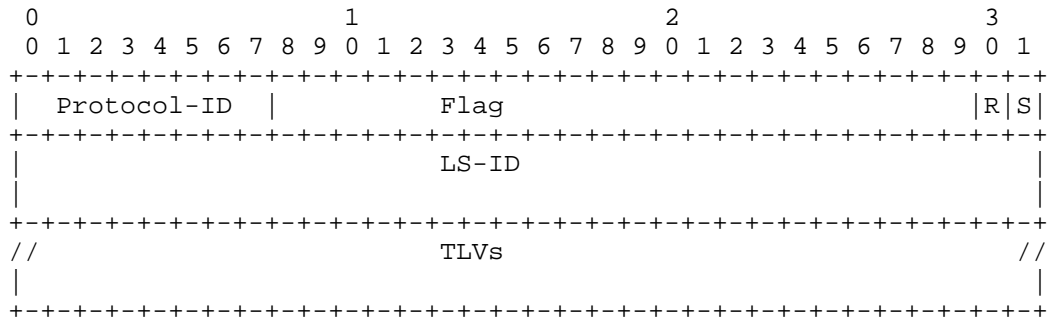 0                   1                   2                   3
 0 1 2 3 4 5 6 7 8 9 0 1 2 3 4 5 6 7 8 9 0 1 2 3 4 5 6 7 8 9 0 1
+-+-+-+-+-+-+-+-+-+-+-+-+-+-+-+-+-+-+-+-+-+-+-+-+-+-+-+-+-+-+-+-+
|  Protocol-ID  |          Flag                             |R|S|
+-+-+-+-+-+-+-+-+-+-+-+-+-+-+-+-+-+-+-+-+-+-+-+-+-+-+-+-+-+-+-+-+
|                          LS-ID                                |
|                                                               |
+-+-+-+-+-+-+-+-+-+-+-+-+-+-+-+-+-+-+-+-+-+-+-+-+-+-+-+-+-+-+-+-+
//                         TLVs                                //
|                                                               |
+-+-+-+-+-+-+-+-+-+-+-+-+-+-+-+-+-+-+-+-+-+-+-+-+-+-+-+-+-+-+-+-+